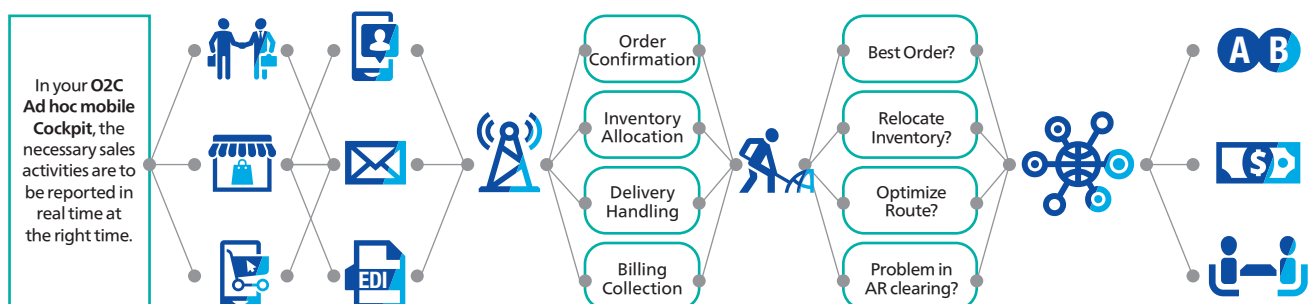 In your O2C
Ad hoc mobile
Cockpit, the
necessary sales
activities are to
be reported in
real time at
the right time.
EDI
Order
Confirmation
Inventory
Allocation
Delivery
Handling
Billing
Collection
Best Order?
Relocate
Inventory?
Optimize
Route?
Problem in
AR clearing?
A B
$